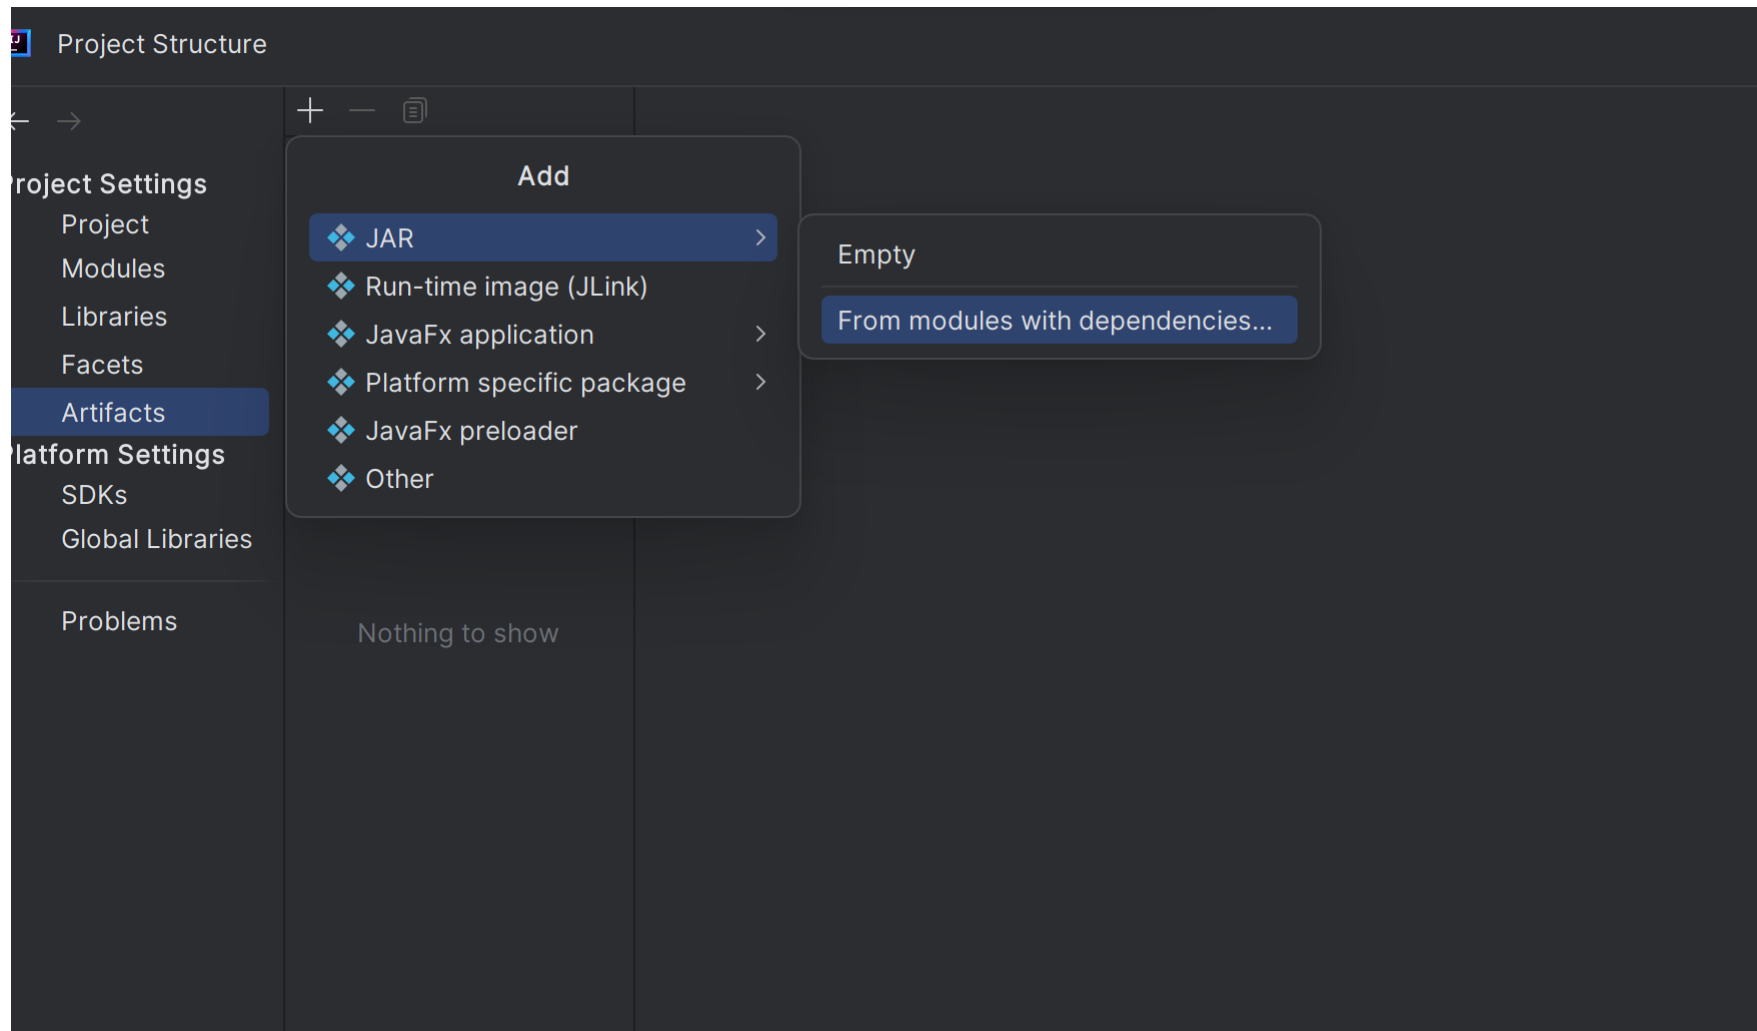 Project Structure
roject Settings
Project
Modules
Libraries
Facets
Artifacts
latform Settings
SDKs
Global Libraries
Problems
Add
JAR
Run-time image (JLink)
JavaFx application
Platform specific package
JavaFx preloader
Other
Empty
From modules with dependencies...
Nothing to show